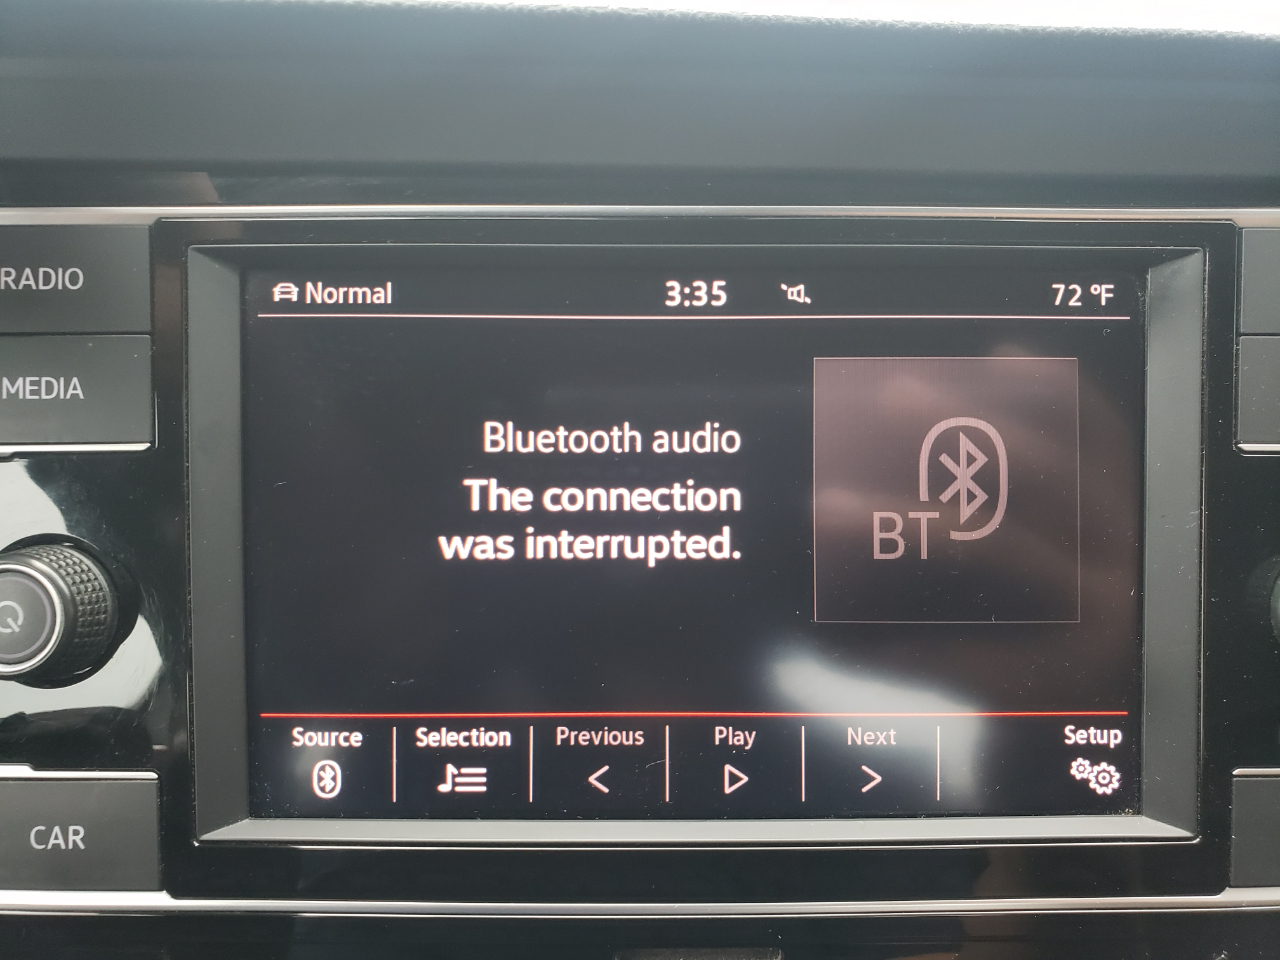 RADIO
MEDIA
CAR
Normal
3:35
72 °F
Bluetooth audio
The connection
was interrupted.
BT
Source
Selection
Previous
Play
Next
Setup